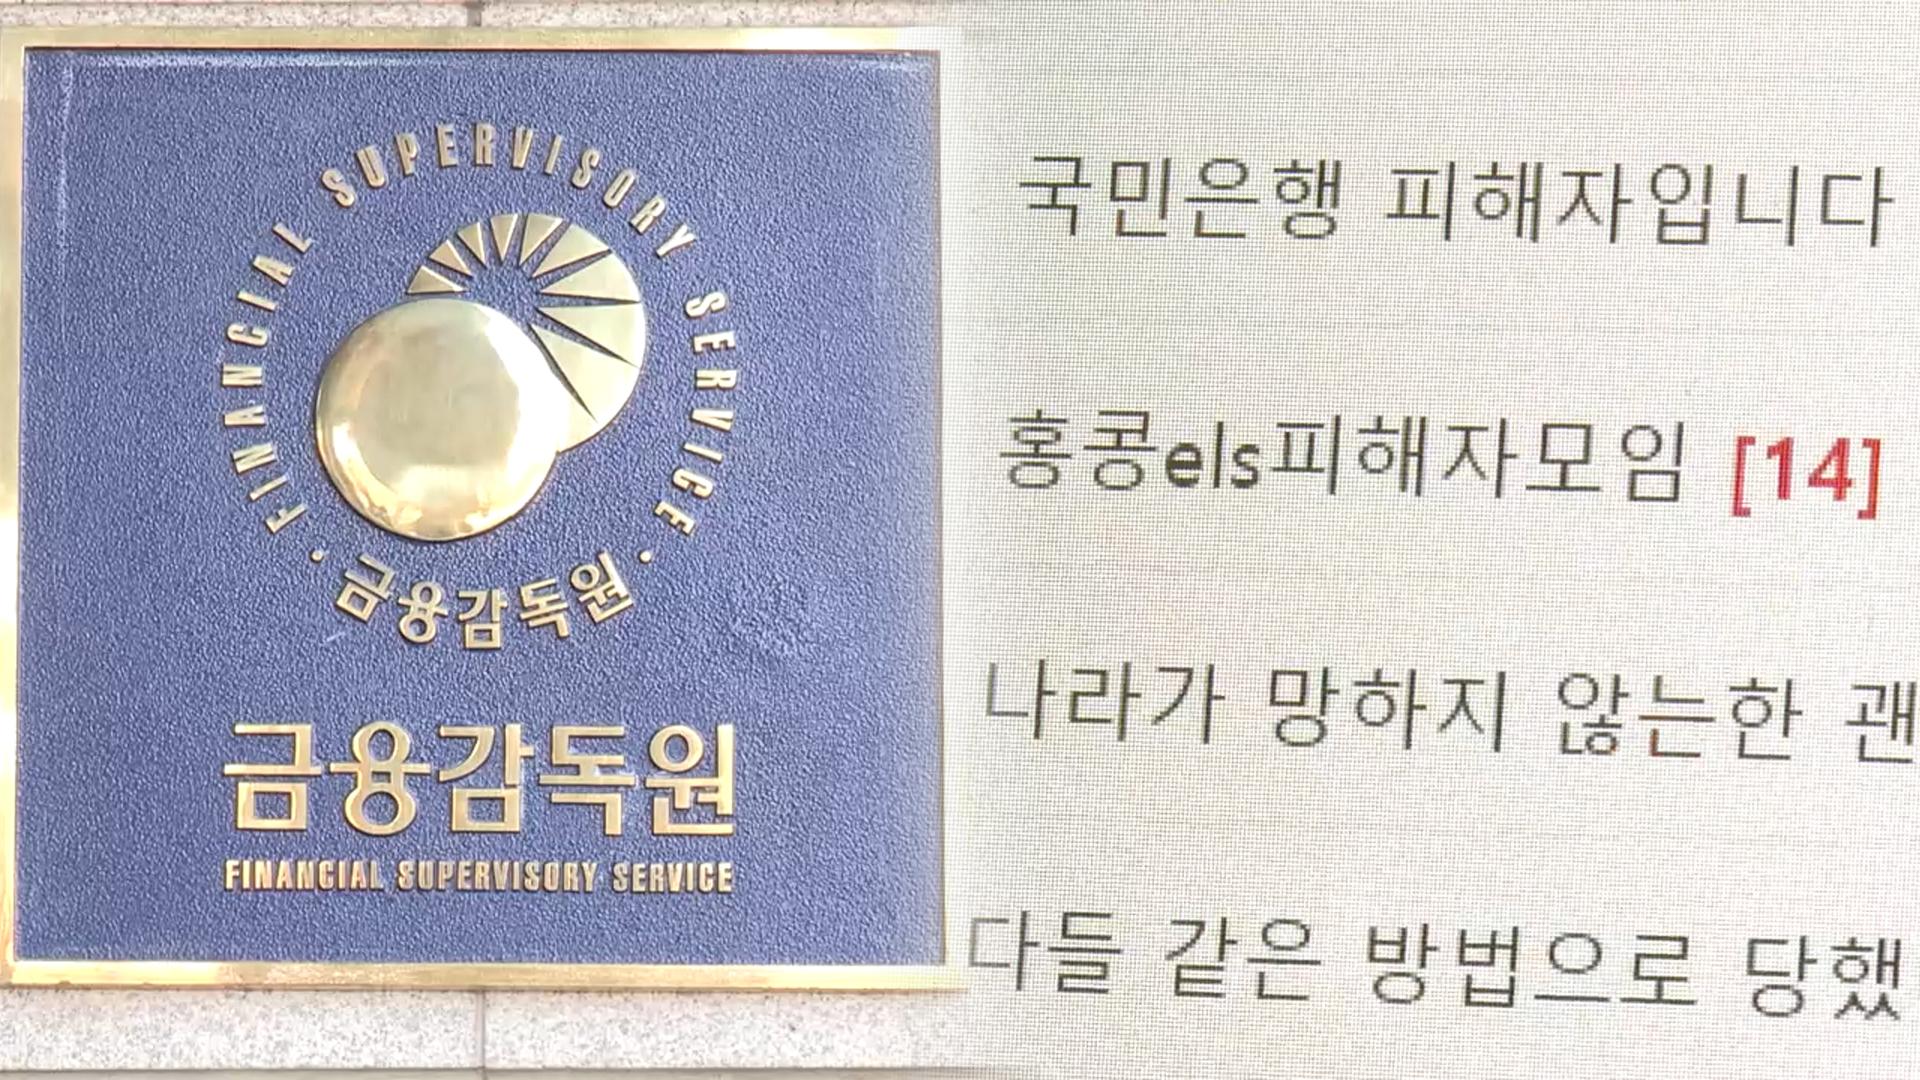 FINANCIAL SUPERVISORY SERVICE
· 금융감독원 ·
금융감독원
FINANCIAL SUPERVISORY SERVICE
국민은행 피해자입니다
홍콩els피해자모임 [14]
나라가 망하지 않는한 괜
다들 같은 방법으로 당했